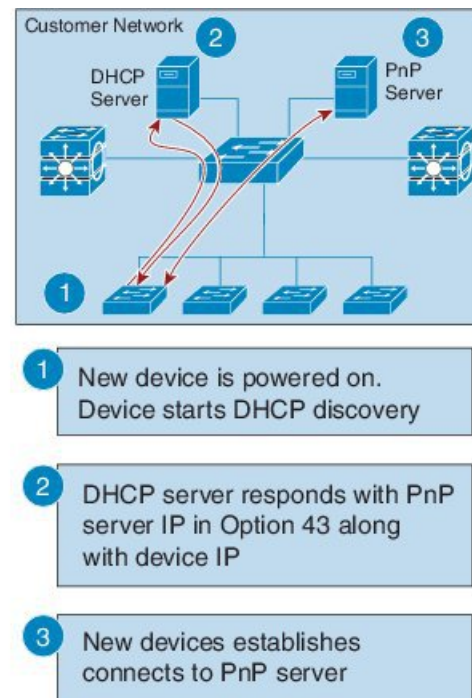 Customer Network
2
3
DHCP
Server
PnP
Server
1
1
New device is powered on.
Device starts DHCP discovery
2
DHCP server responds with PnP
server IP in Option 43 along
with device IP
3
New devices establishes
connects to PnP server